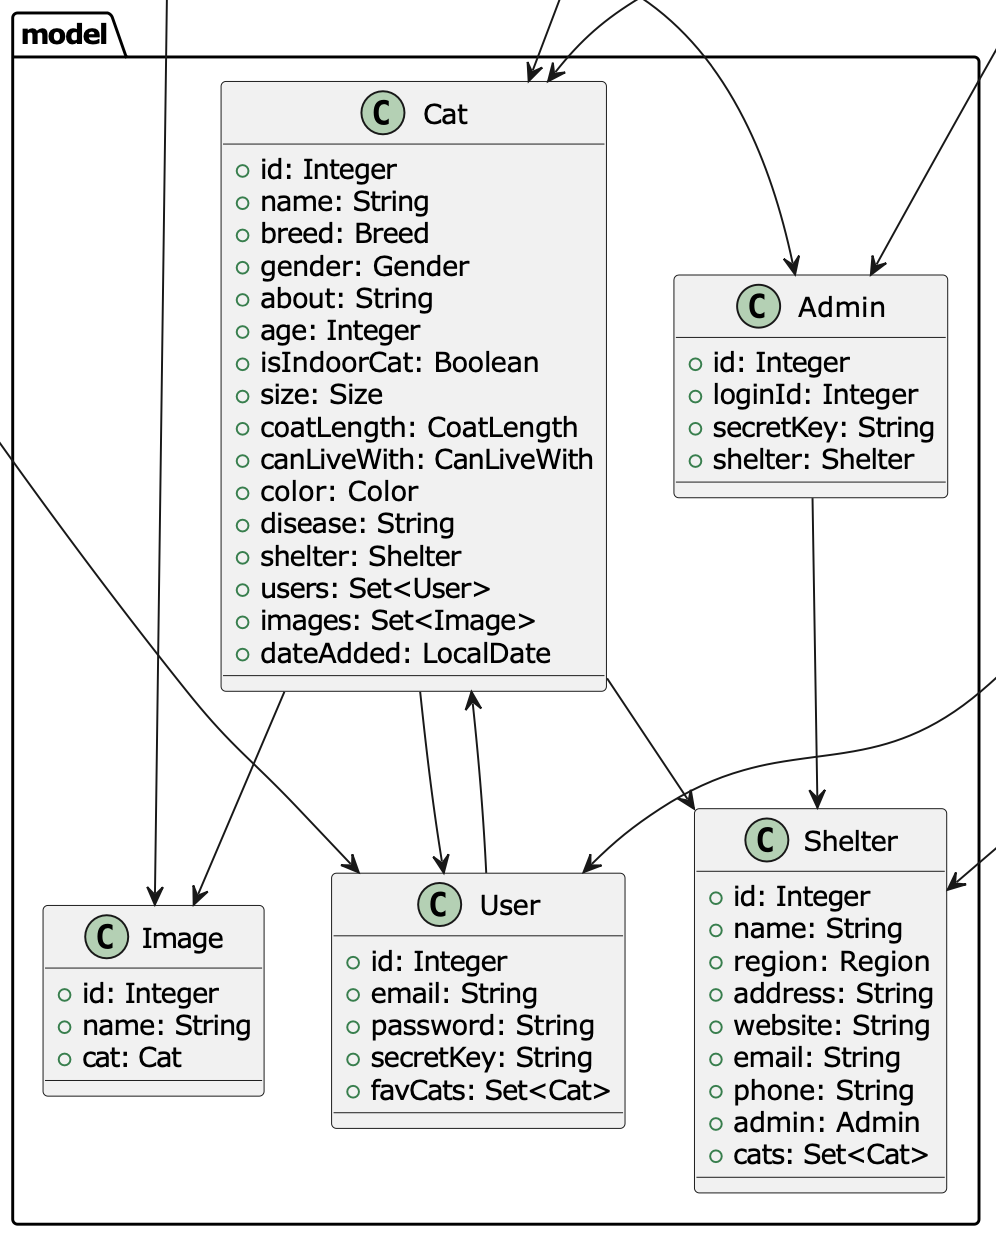 model
C Cat
id: Integer
name: String
breed: Breed
gender: Gender
about: String
age: Integer
isIndoorCat: Boolean
size: Size
coatLength: CoatLength
canLiveWith: CanLiveWith
color: Color
disease: String
shelter: Shelter
users: Set<User>
images: Set<Image>
dateAdded: LocalDate
C Admin
id: Integer
loginId: Integer
secretKey: String
shelter: Shelter
C Image
id: Integer
name: String
cat: Cat
C User
id: Integer
email: String
password: String
secretKey: String
favCats: Set<Cat>
C Shelter
id: Integer
name: String
region: Region
address: String
website: String
email: String
phone: String
admin: Admin
cats: Set<Cat>